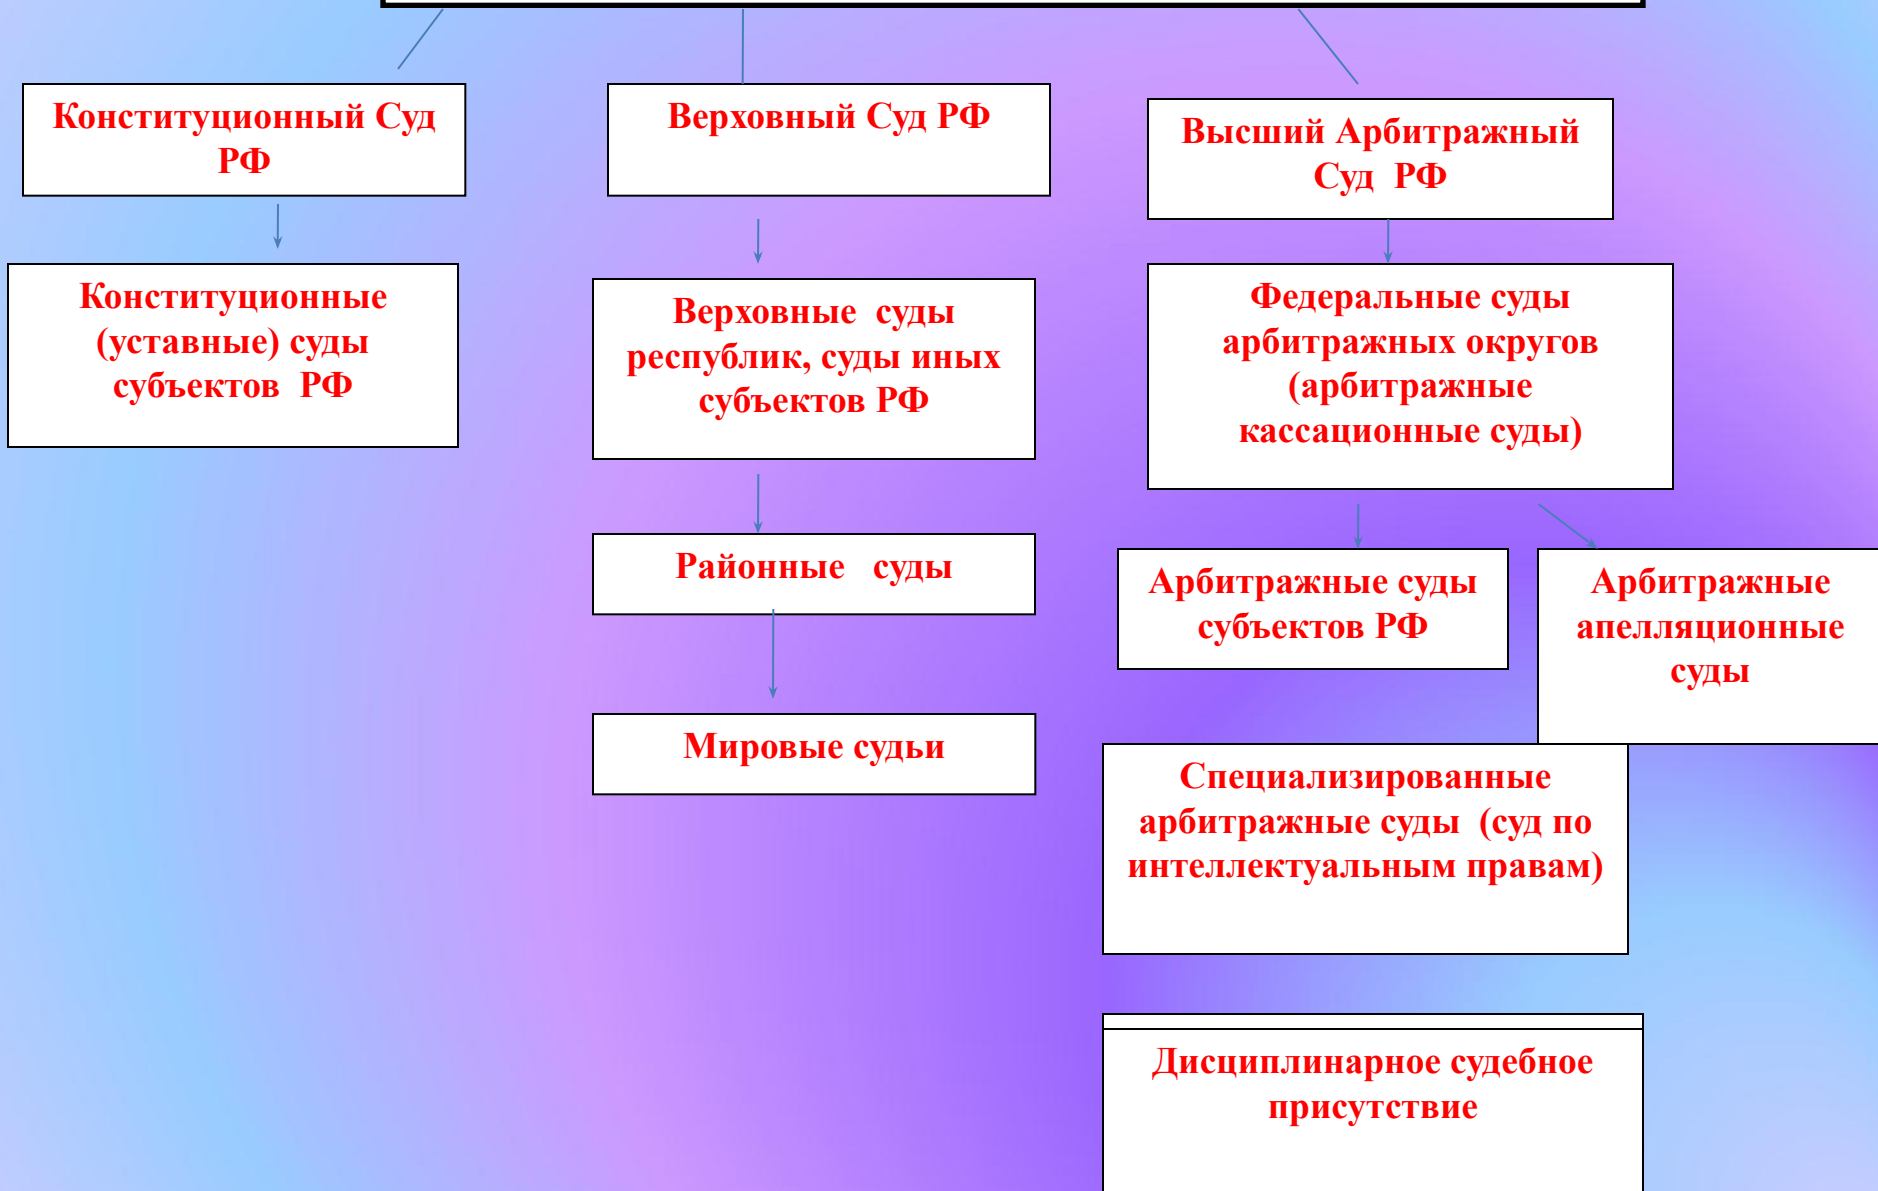 Конституционный Суд
РФ
Верховный Суд РФ
Высший Арбитражный
Суд РФ
Конституционные
(уставные) суды
субъектов РФ
Верховные суды
республик, суды иных
субъектов РФ
Федеральные суды
арбитражных округов
(арбитражные
кассационные суды)
Районные суды
Арбитражные суды
субъектов РФ
Арбитражные
апелляционные
суды
Мировые судьи
Специализированные
арбитражные суды (суд по
интеллектуальным правам)
Дисциплинарное судебное
присутствие